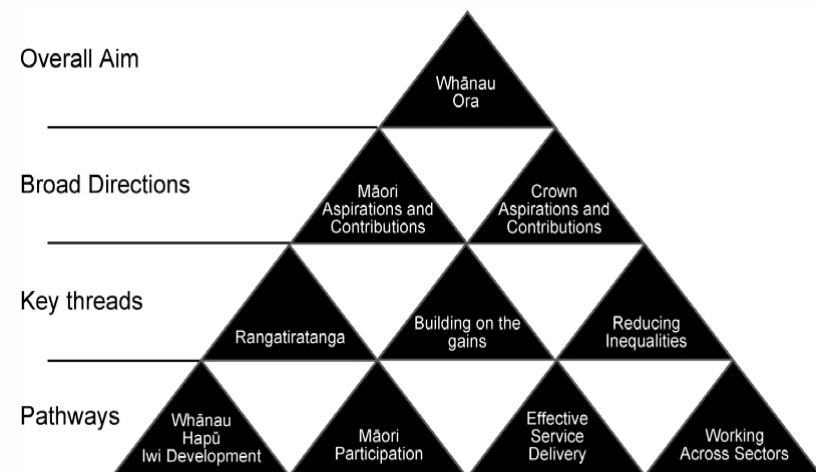 Overall Aim
Whānau
Ora
Broad Directions
Māori
Aspirations and
Contributions
Crown
Aspirations and
Contributions
Key threads
Rangatiratanga
Building on the
gains
Reducing
Inequalities
Pathways
Whānau
Hapū
Iwi Development
Māori
Participation
Effective
Service
Delivery
Working
Across Sectors